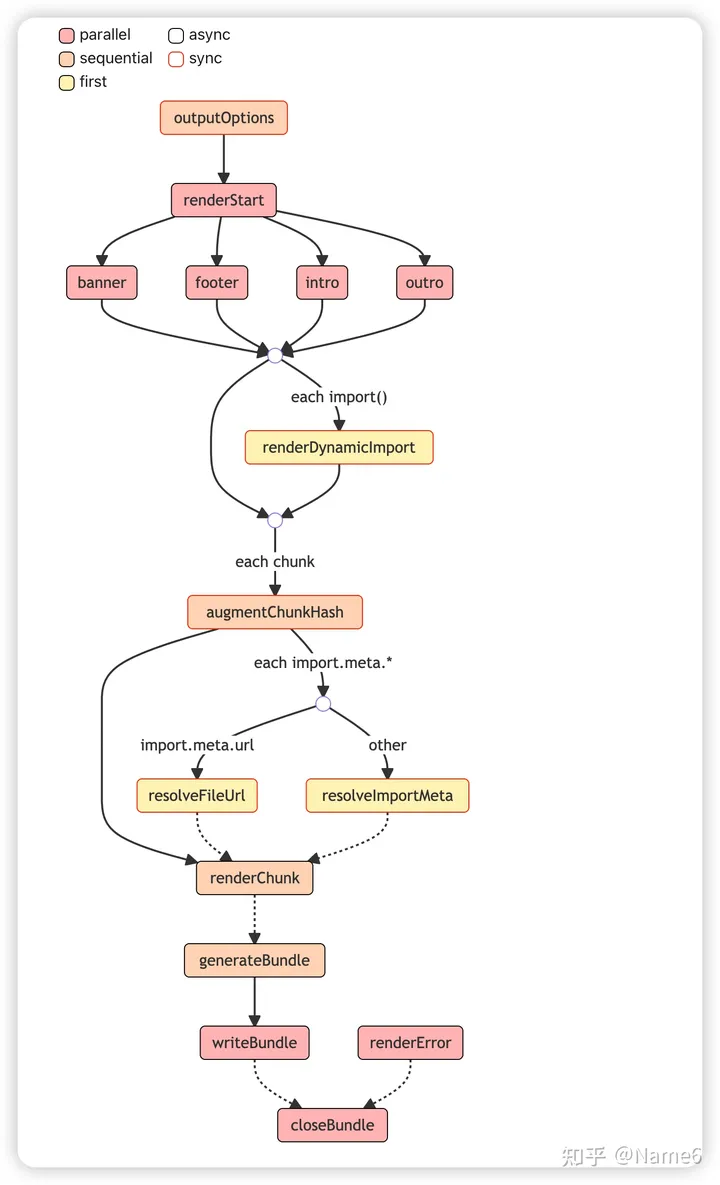 parallel async
sequential sync
first
outputOptions
renderStart
banner footer intro outro
each import()
renderDynamicImport
each chunk
augmentChunkHash
each import.meta.*
import.meta.url other
resolveFileUrl resolveImportMeta
renderChunk
generateBundle
writeBundle renderError
closeBundle
知乎 @Name6